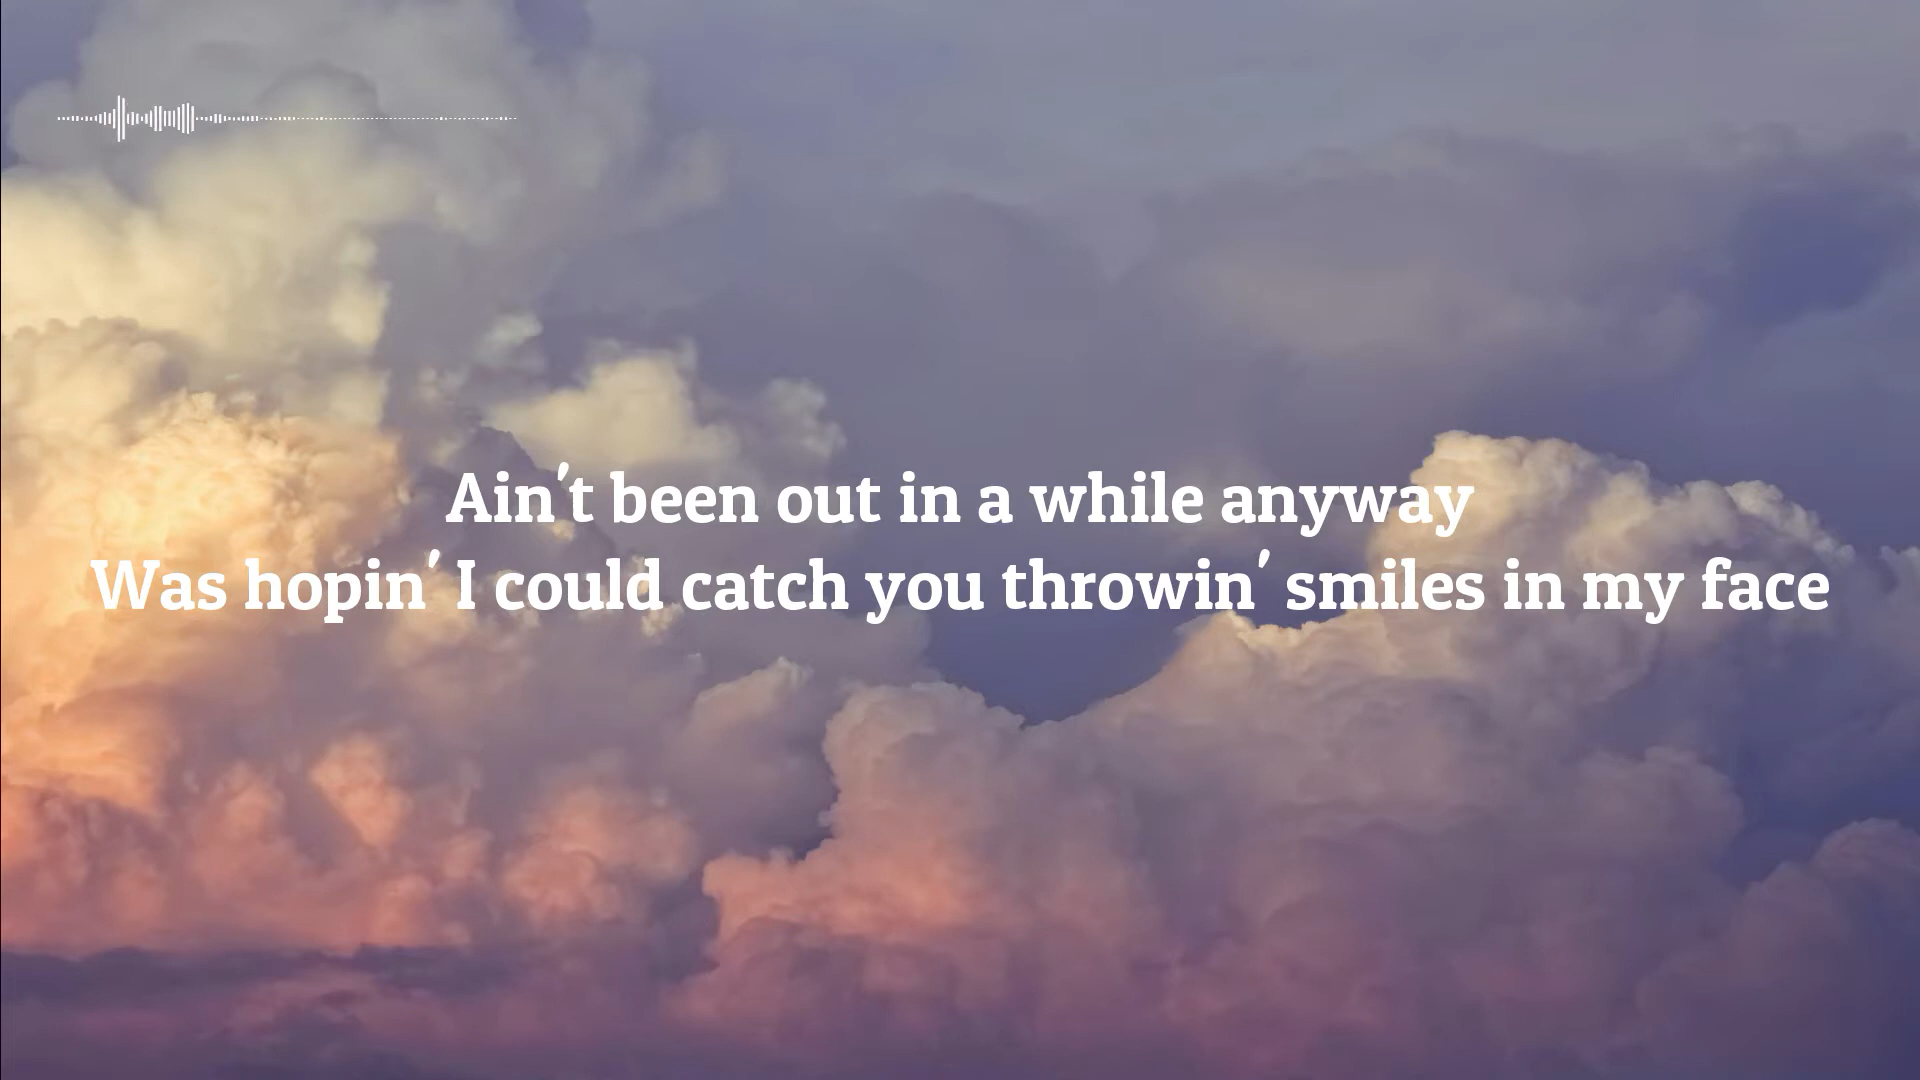 Ain't been out in a while anyway
Was hopin' I could catch you throwin' smiles in my face